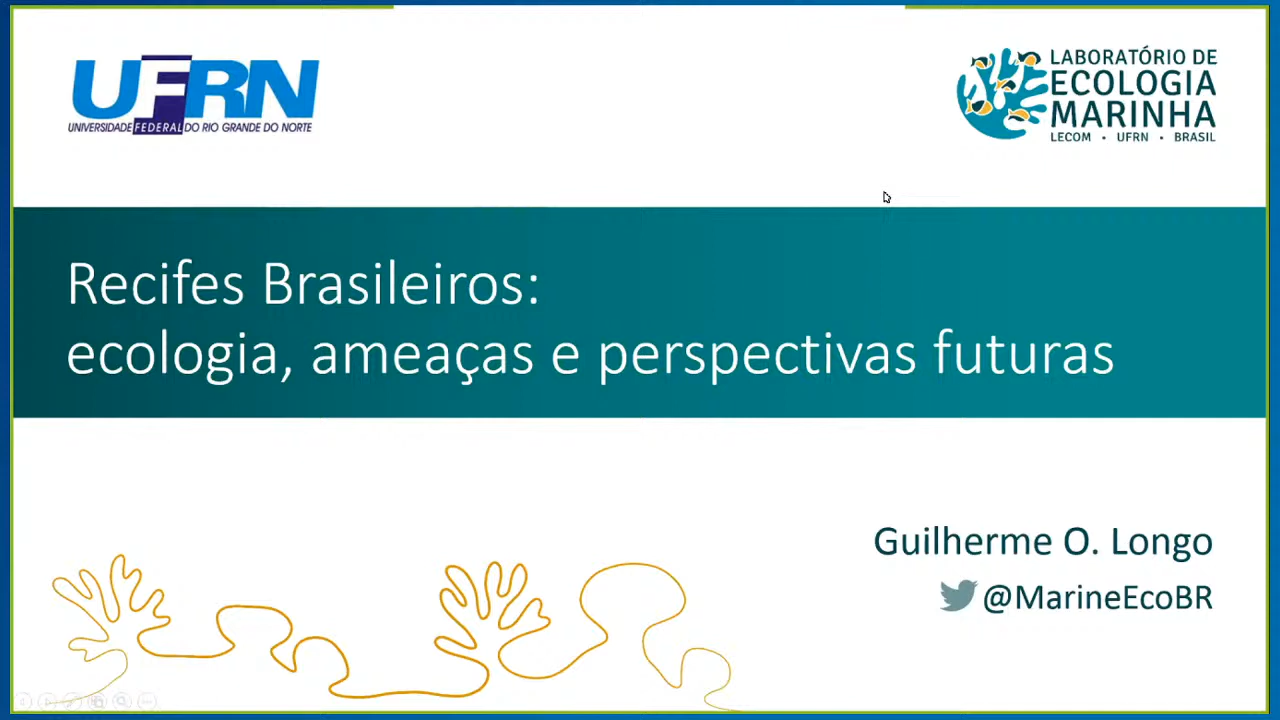 UFRN
UNIVERSIDADE FEDERAL DO RIO GRANDE DO NORTE
LABORATÓRIO DE
ECOLOGIA
MARINHA
LECOM • UFRN • BRASIL
Recifes Brasileiros:
ecologia, ameaças e perspectivas futuras
Guilherme O. Longo
@MarineEcoBR